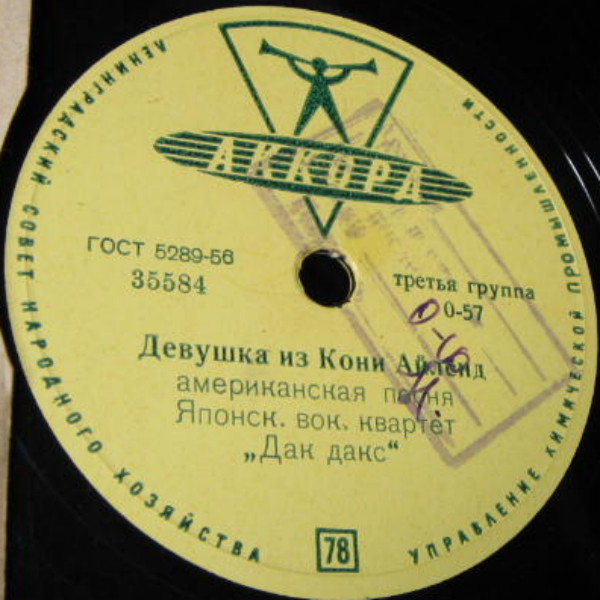 ЛЕНИНГРАДСКИЙ СОВЕТ НАРОДНОГО ХОЗЯЙСТВА
УПРАВЛЕНИЕ ХИМИЧЕСКОЙ ПРОМЫШЛЕННОСТИ
АККОРД
ГОСТ 5289-56
35584
третья группа
0-57
Девушка из Кони Айленд
американская песня
Японск. вок. квартет
„Дак дакс“
78